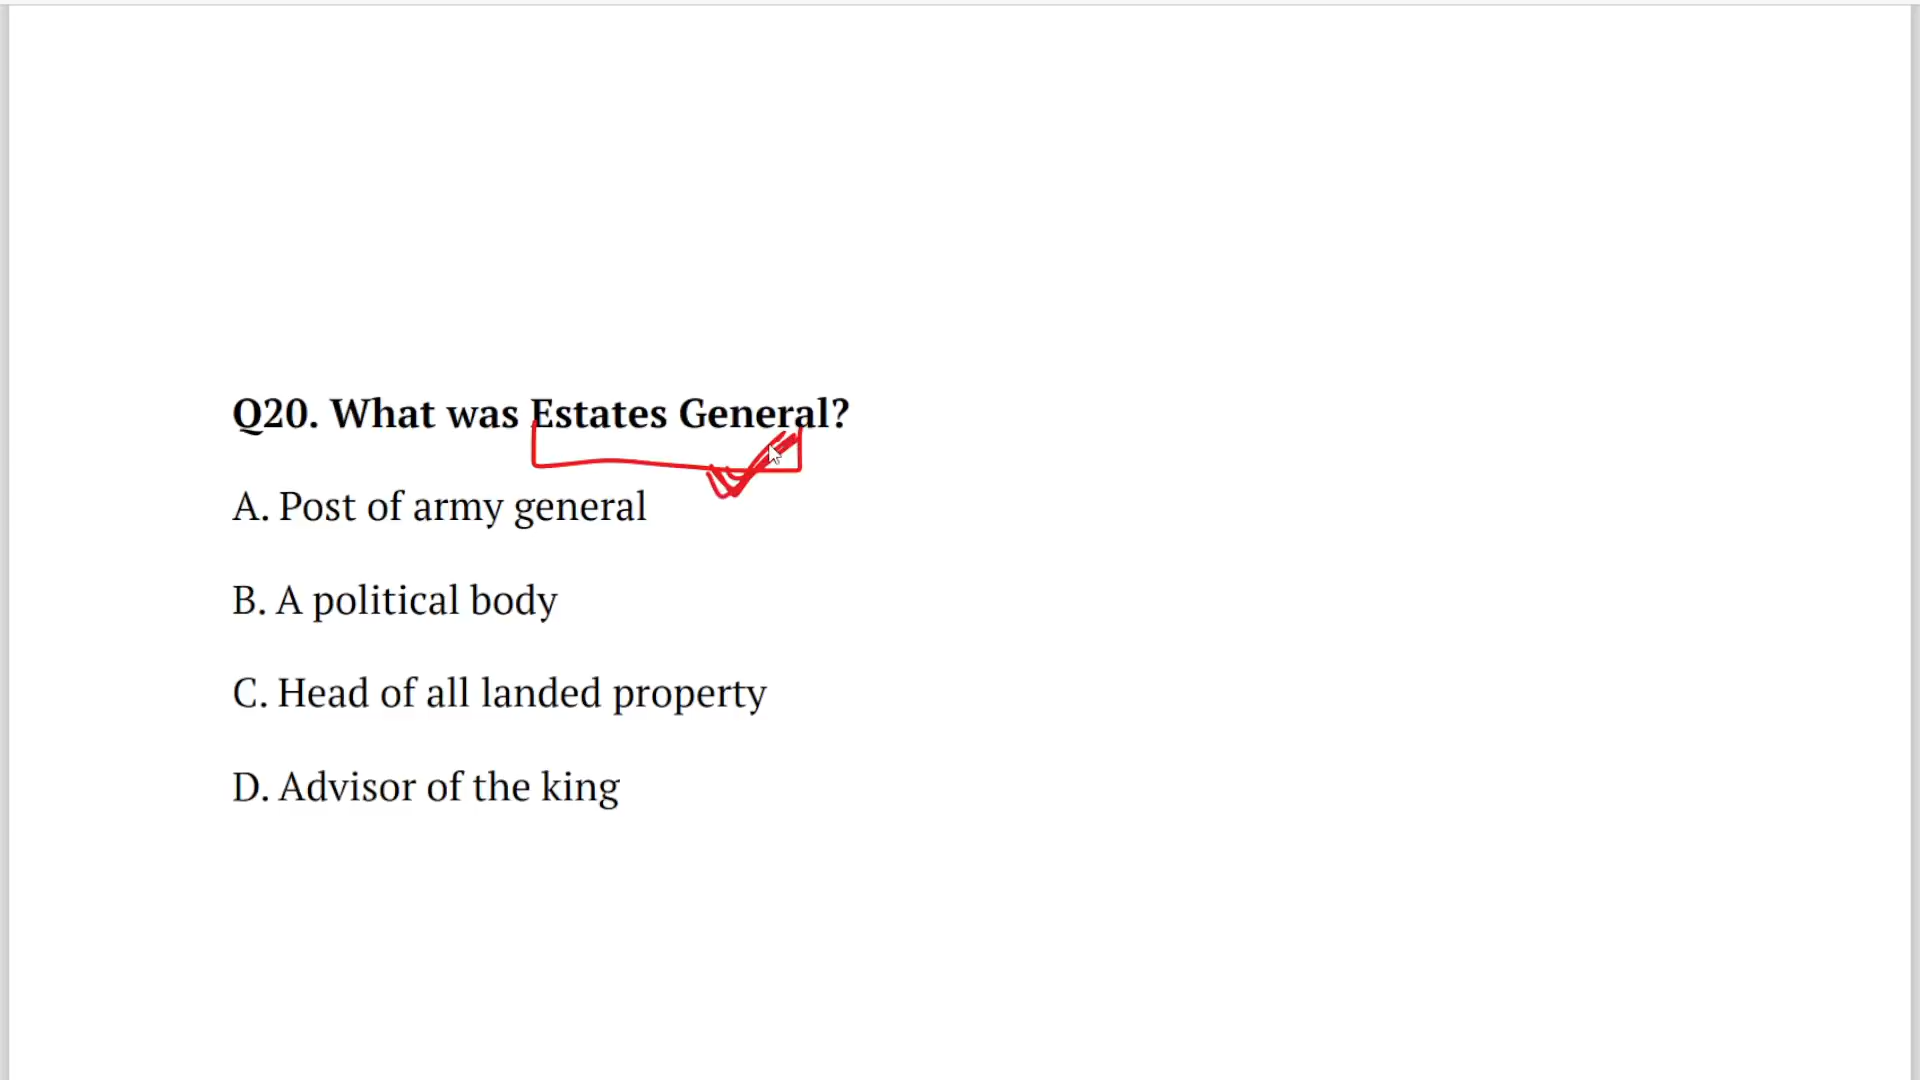 Q20. What was Estates General?
A. Post of army general
B. A political body
C. Head of all landed property
D. Advisor of the king